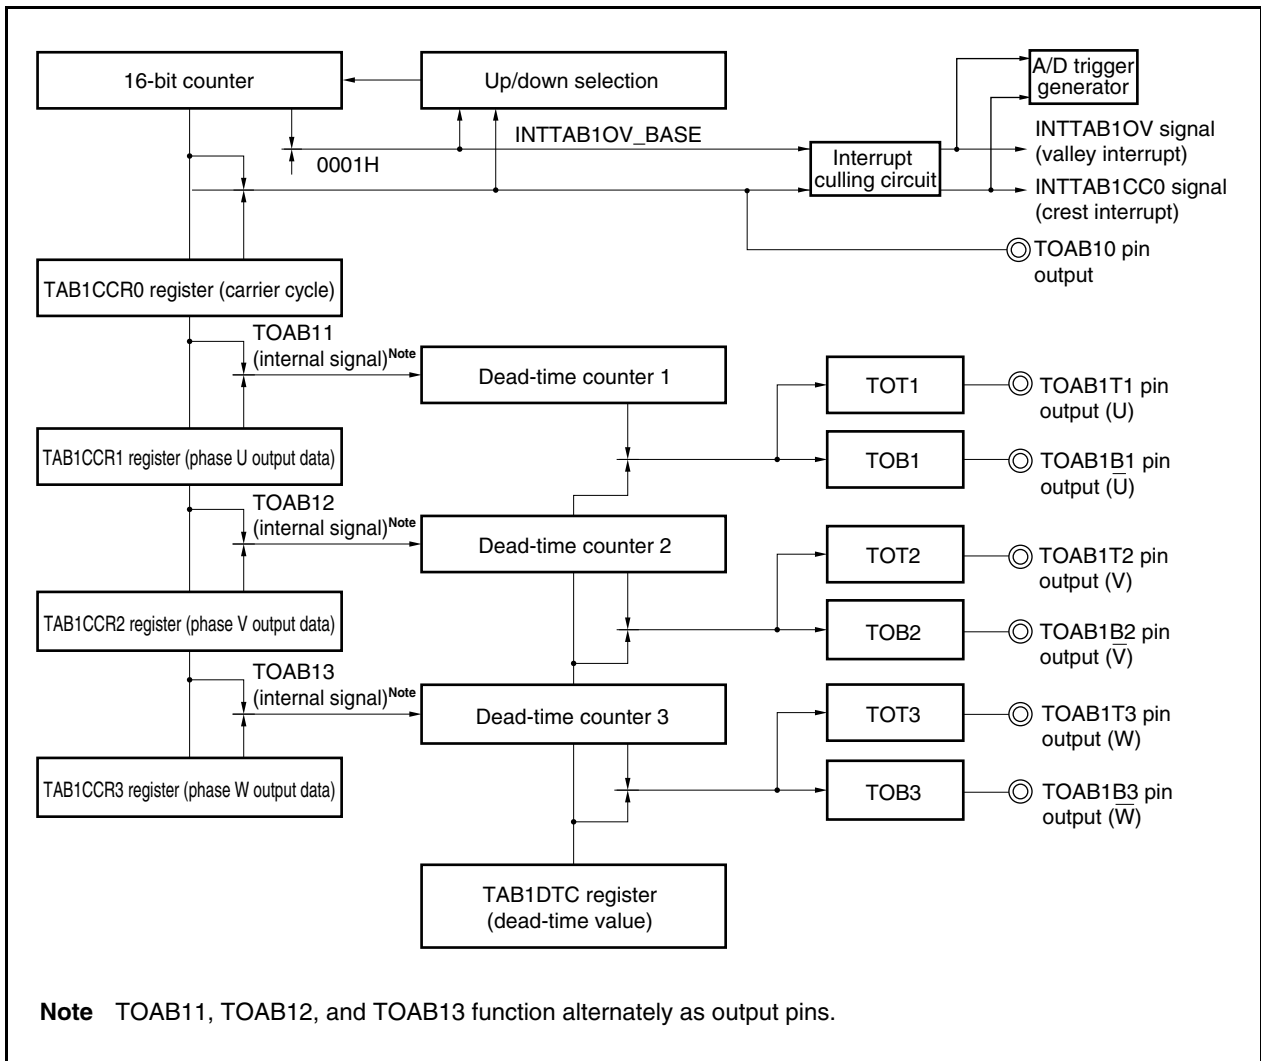 16-bit counter
Up/down selection
A/D trigger
generator
INTTAB1OV_BASE
0001H
Interrupt
culling circuit
INTTAB1OV signal
(valley interrupt)
INTTAB1CC0 signal
(crest interrupt)
TOAB10 pin
output
TAB1CCR0 register (carrier cycle)
TOAB11
(internal signal)Note
Dead-time counter 1
TOT1
TOAB1T1 pin
output (U)
TAB1CCR1 register (phase U output data)
TOB1
TOAB1B1 pin
output (U̅)
TOAB12
(internal signal)Note
Dead-time counter 2
TOT2
TOAB1T2 pin
output (V)
TAB1CCR2 register (phase V output data)
TOB2
TOAB1B2 pin
output (V̅)
TOAB13
(internal signal)Note
Dead-time counter 3
TOT3
TOAB1T3 pin
output (W)
TAB1CCR3 register (phase W output data)
TOB3
TOAB1B3 pin
output (W̅)
TAB1DTC register
(dead-time value)
Note TOAB11, TOAB12, and TOAB13 function alternately as output pins.